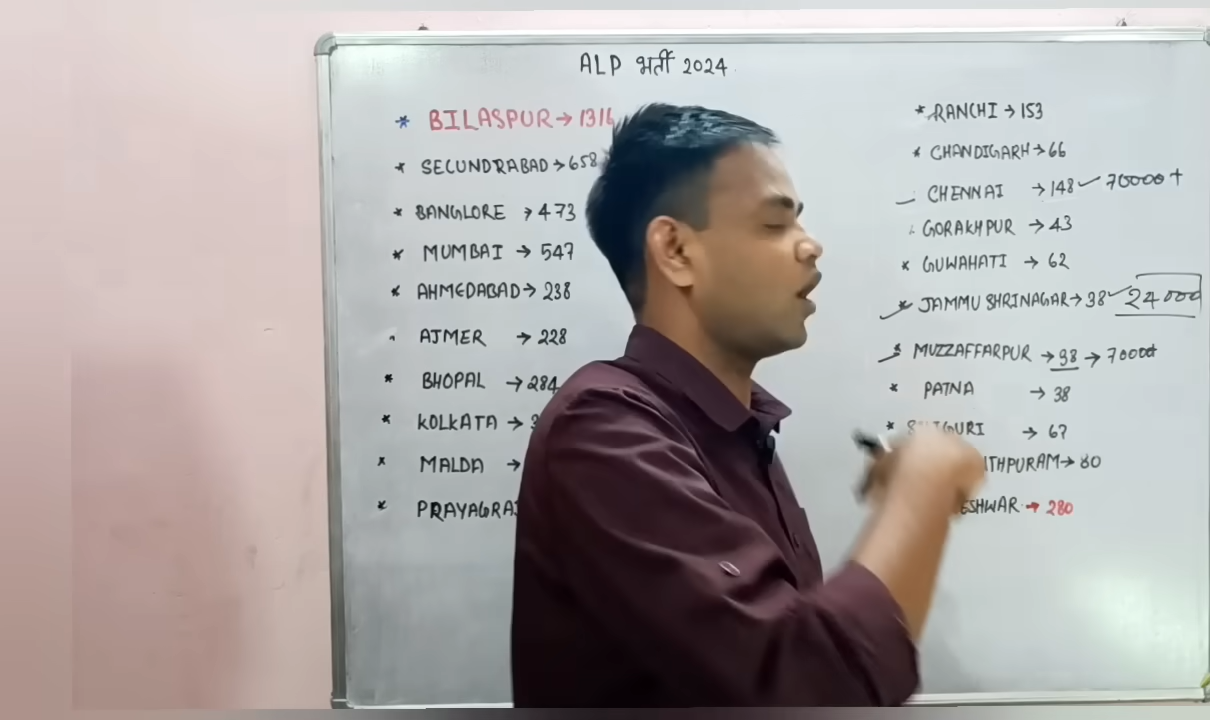 ALP भर्ती 2024
* BILASPUR → 1316
* SECUNDRABAD → 658
* BANGLORE → 473
* MUMBAI → 547
* AHMEDABAD → 238
AJMER → 228
* BHOPAL → 284
* KOLKATA →
* MALDA →
*
* RANCHI → 153
* CHANDIGARH → 66
CHENNAI → 148 ✓ 70000+
GORAKHPUR → 43
* GUWAHATI → 62
* JAMMU SHRINAGAR → 38 ✓ 24000
* MUZZAFFARPUR → 38 → 70000+
* PATNA → 38
* → 67
→ 80
→ 280